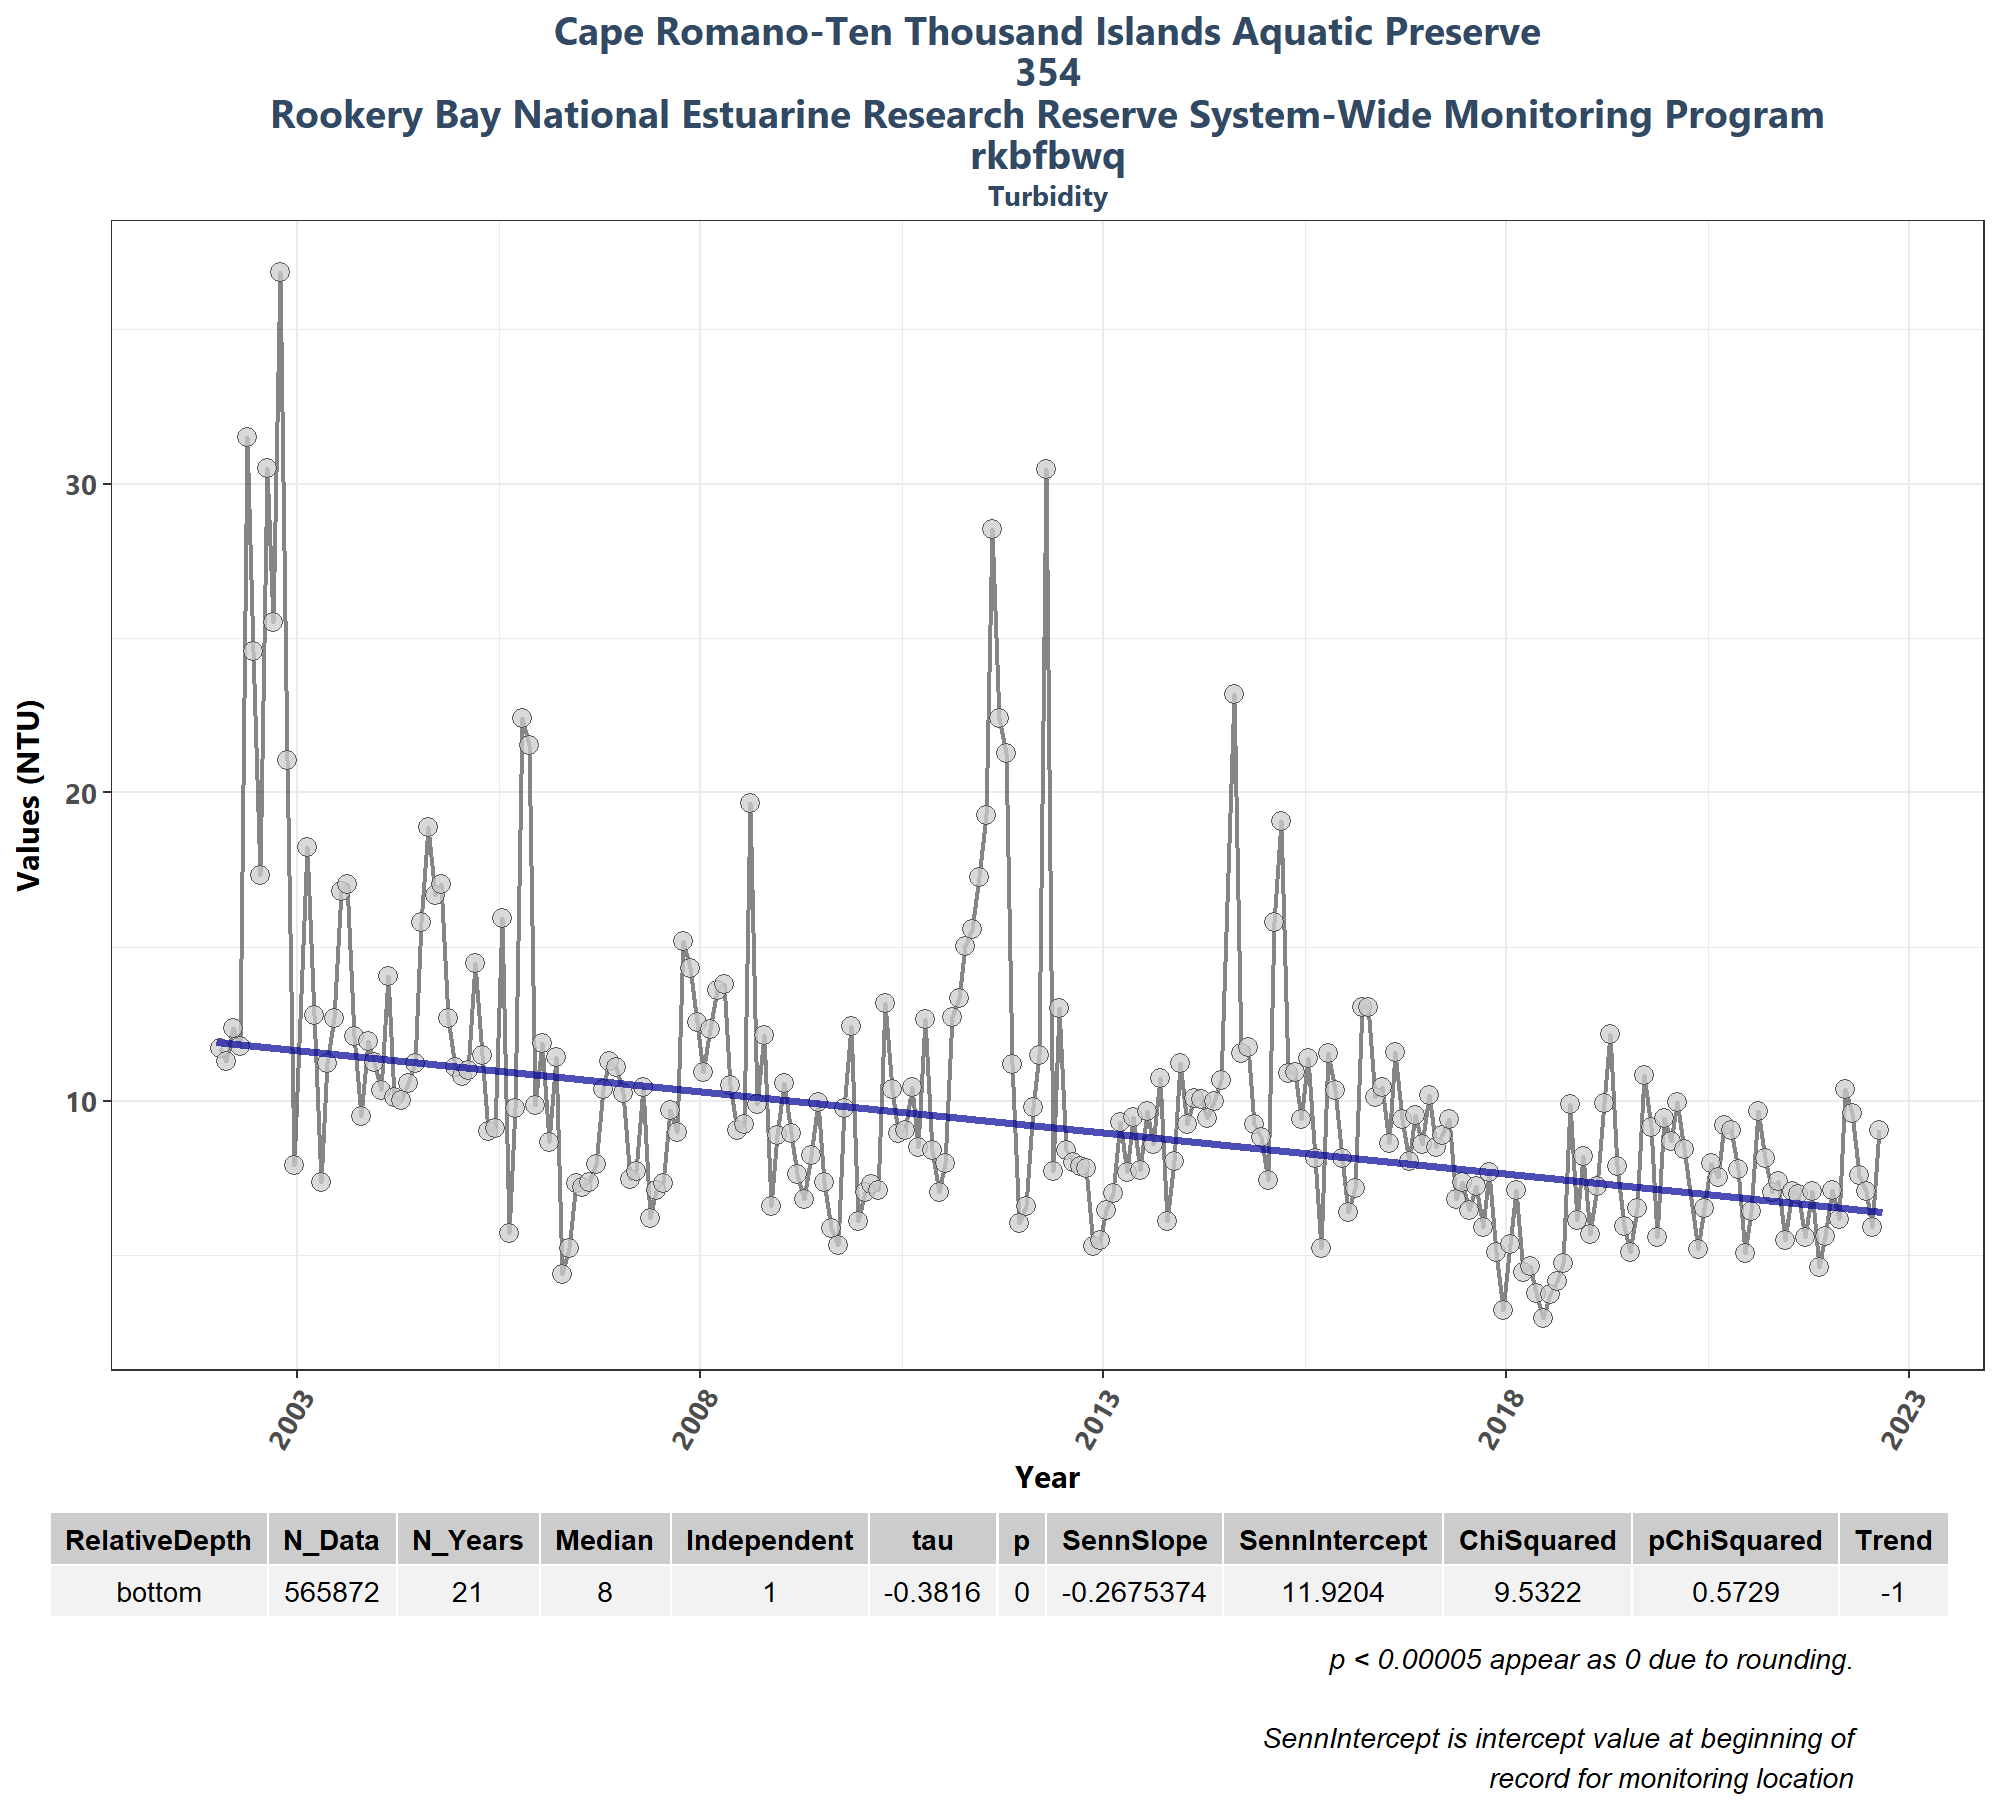 Cape Romano-Ten Thousand Islands Aquatic Preserve
354
Rookery Bay National Estuarine Research Reserve System-Wide Monitoring Program
rkbfbwq
Turbidity
Values (NTU)
30
20
10
2003 2008 2013 2018 2023
Year
RelativeDepth N_Data N_Years Median Independent tau p SennSlope SennIntercept ChiSquared pChiSquared Trend
bottom 565872 21 8 1 -0.3816 0 -0.2675374 11.9204 9.5322 0.5729 -1
p < 0.00005 appear as 0 due to rounding.
SennIntercept is intercept value at beginning of
record for monitoring location